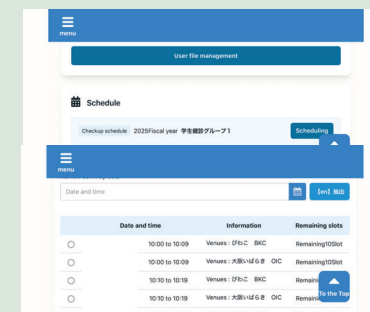 menu
User file management
Schedule
Checkup schedule 2025Fiscal year 学生健診グループ1 Scheduling
menu
Date and time 【en】抽出
Date and time Information Remaining slots
10:00 to 10:09 Venues : びわこ BKC Remaining10Slot
10:00 to 10:09 Venues : 大阪いばらき OIC Remaining10Slot
10:10 to 10:19 Venues : びわこ BKC
10:10 to 10:19 Venues : 大阪いばらき OIC
To the Top